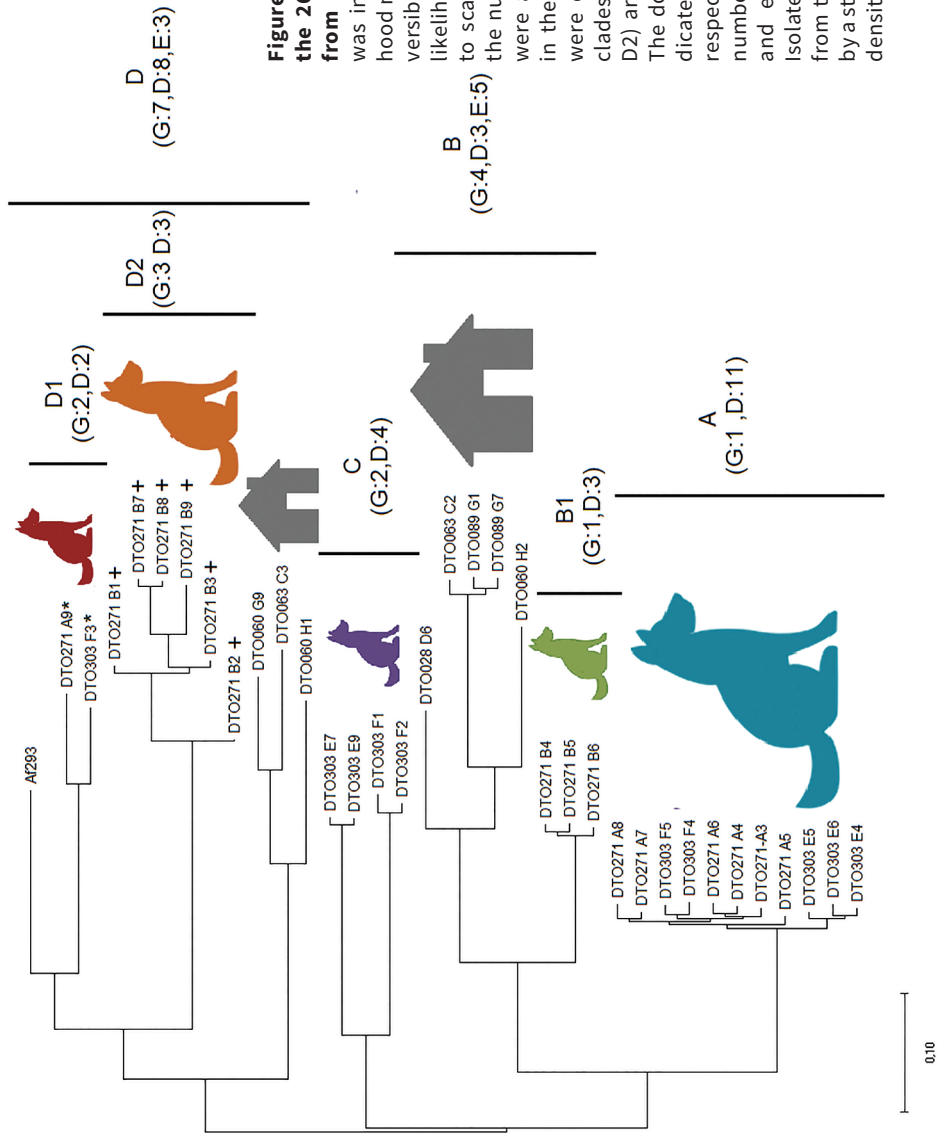 Af293
DTO271 A9*
DTO303 F3*
DTO271 B1 +
DTO271 B7 +
DTO271 B8 +
DTO271 B9 +
DTO271 B3 +
DTO271 B2 +
DTO060 G9
DTO063 C3
DTO060 H1
DTO303 E7
DTO303 E9
DTO303 F1
DTO303 F2
DTO028 D6
DTO063 C2
DTO089 G1
DTO089 G7
DTO060 H2
DTO271 B4
DTO271 B5
DTO271 B6
DTO271 A8
DTO271 A7
DTO303 F5
DTO303 F4
DTO271 A6
DTO271 A4
DTO271-A3
DTO271 A5
DTO303 E5
DTO303 E6
DTO303 E4
D1
(G:2,D:2)
D2
(G:3 D:3)
D
(G:7,D:8,E:3)
C
(G:2,D:4)
B
(G:4,D:3,E:5)
B1
(G:1,D:3)
A
(G:1 ,D:11)
0,10
Figure
the 26
from
was in
hood r
versib
likelih
to sca
the nu
were a
in the
were c
clades
D2) ar
The do
dicate
respec
numbe
and e
Isolate
from t
by st
densit